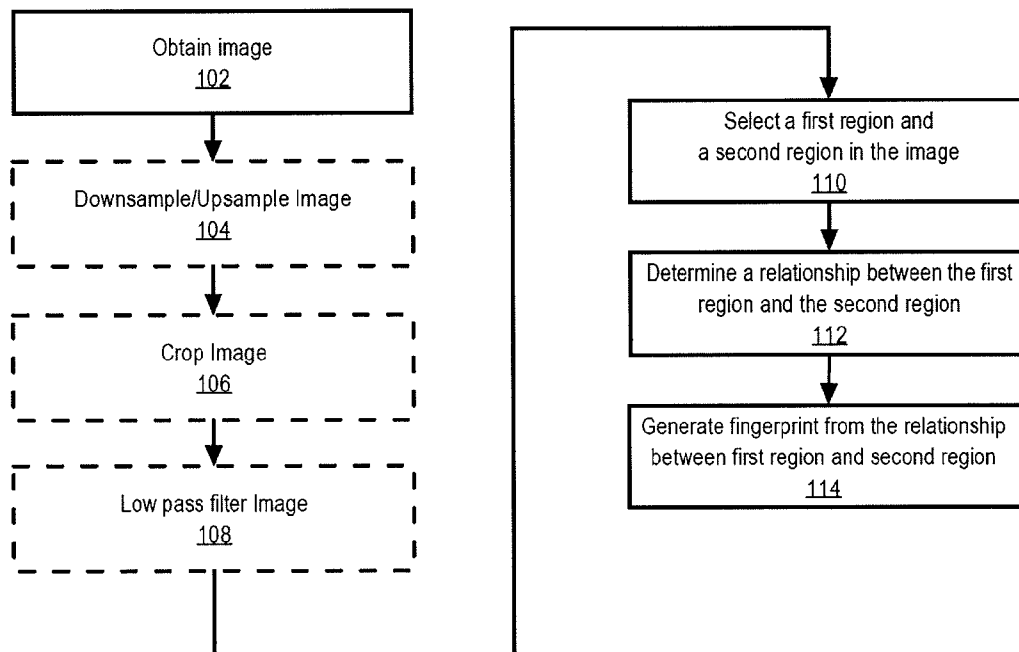 Obtain image
102
Downsample/Upsample Image
104
Crop Image
106
Low pass filter Image
108
Select a first region and
a second region in the image
110
Determine a relationship between the first
region and the second region
112
Generate fingerprint from the relationship
between first region and second region
114